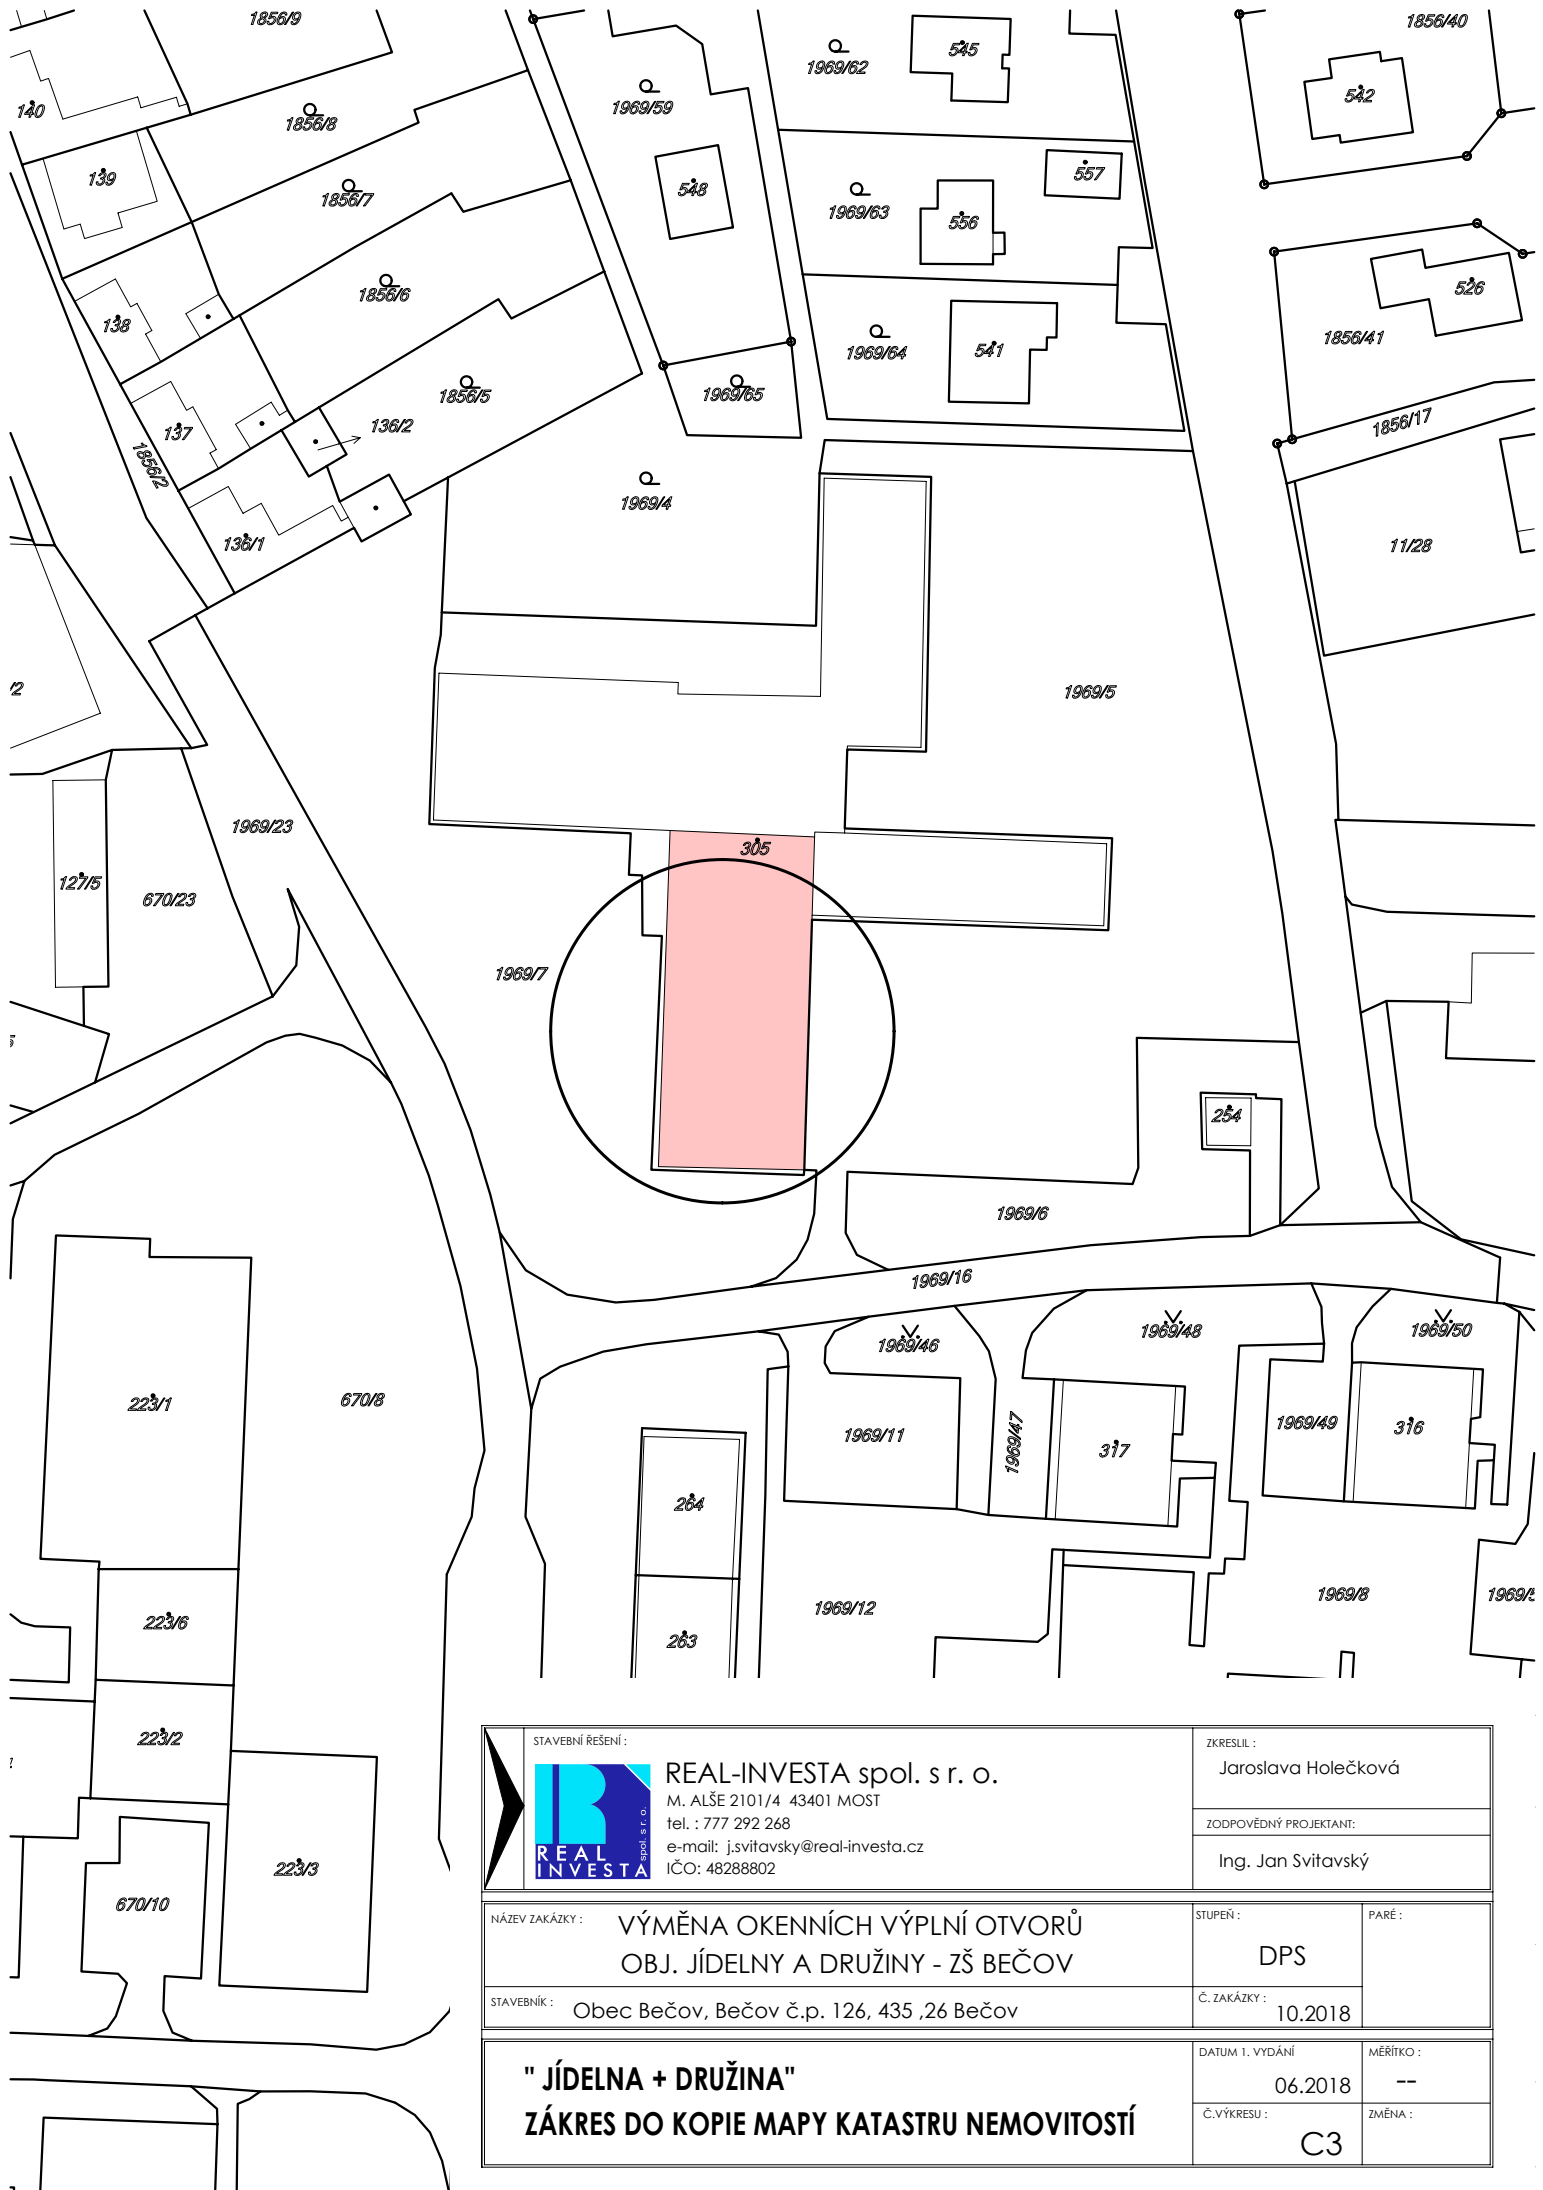 1856/9
1856/40
545
1969/62
542
1969/59
140
1856/8
139
557
548
1856/7
1969/63
556
526
1856/6
138
1856/41
1969/64
541
1856/5
1969/65
137
136/2
1856/17
1856/2
1969/4
136/1
11/28
/2
1969/5
1969/23
305
127/5
670/23
1969/7
254
1969/6
1969/16
1969/46
1969/48
1969/50
223/1
670/8
1969/11
1969/47
317
1969/49
316
264
1969/8
1969/12
223/6
263
223/2
223/3
670/10
STAVEBNÍ ŘEŠENÍ :
REAL INVESTA spol. s r. o.
REAL-INVESTA spol. s r. o.
M. ALŠE 2101/4 43401 MOST
tel. : 777 292 268
e-mail: j.svitavsky@real-investa.cz
IČO: 48288802
ZKRESLIL :
Jaroslava Holečková
ZODPOVĚDNÝ PROJEKTANT:
Ing. Jan Svitavský
NÁZEV ZAKÁZKY :
VÝMĚNA OKENNÍCH VÝPLNÍ OTVORŮ
OBJ. JÍDELNY A DRUŽINY - ZŠ BEČOV
STUPEŇ :
DPS
PARÉ :
STAVEBNÍK :
Obec Bečov, Bečov č.p. 126, 435 ,26 Bečov
Č. ZAKÁZKY :
10.2018
" JÍDELNA + DRUŽINA"
ZÁKRES DO KOPIE MAPY KATASTRU NEMOVITOSTÍ
DATUM 1. VYDÁNÍ
06.2018
MĚŘÍTKO :
--
Č.VÝKRESU :
C3
ZMĚNA :